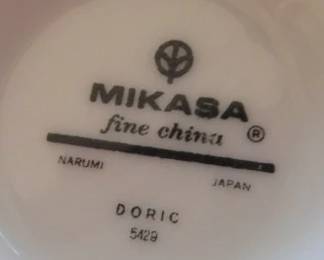 MIKASA
fine china ®
NARUMI JAPAN
DORIC
5429